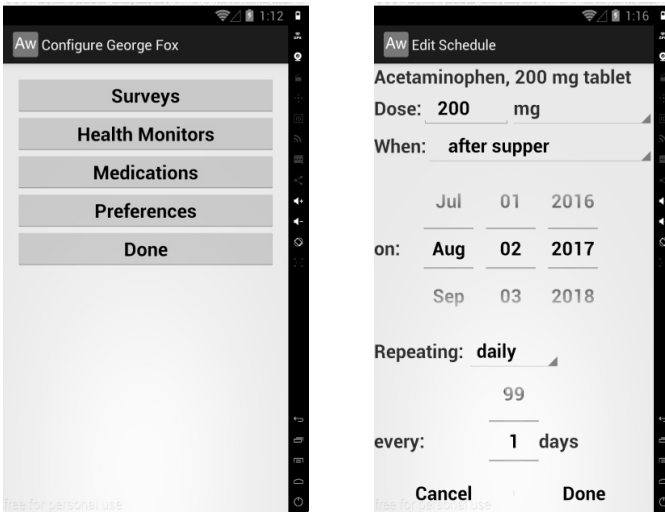 1:12
Aw Configure George Fox
Surveys
Health Monitors
Medications
Preferences
Done
free for personal use
1:16
Aw Edit Schedule
Acetaminophen, 200 mg tablet
Dose: 200 mg
When: after supper
Jul 01 2016
on: Aug 02 2017
Sep 03 2018
Repeating: daily
99
every: 1 days
Cancel Done
free for personal use